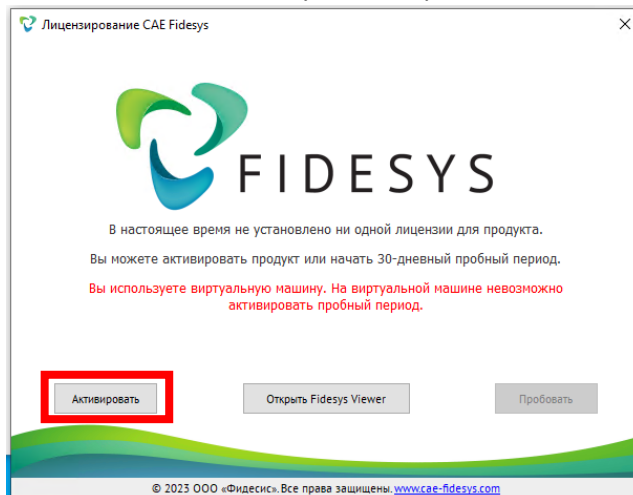 Лицензирование CAE Fidesys
FIDESYS
В настоящее время не установлено ни одной лицензии для продукта.
Вы можете активировать продукт или начать 30-дневный пробный период.
Вы используете виртуальную машину. На виртуальной машине невозможно
активировать пробный период.
Активировать
Открыть Fidesys Viewer
Пробовать
© 2023 ООО «Фидесис». Все права защищены. www.cae-fidesys.com